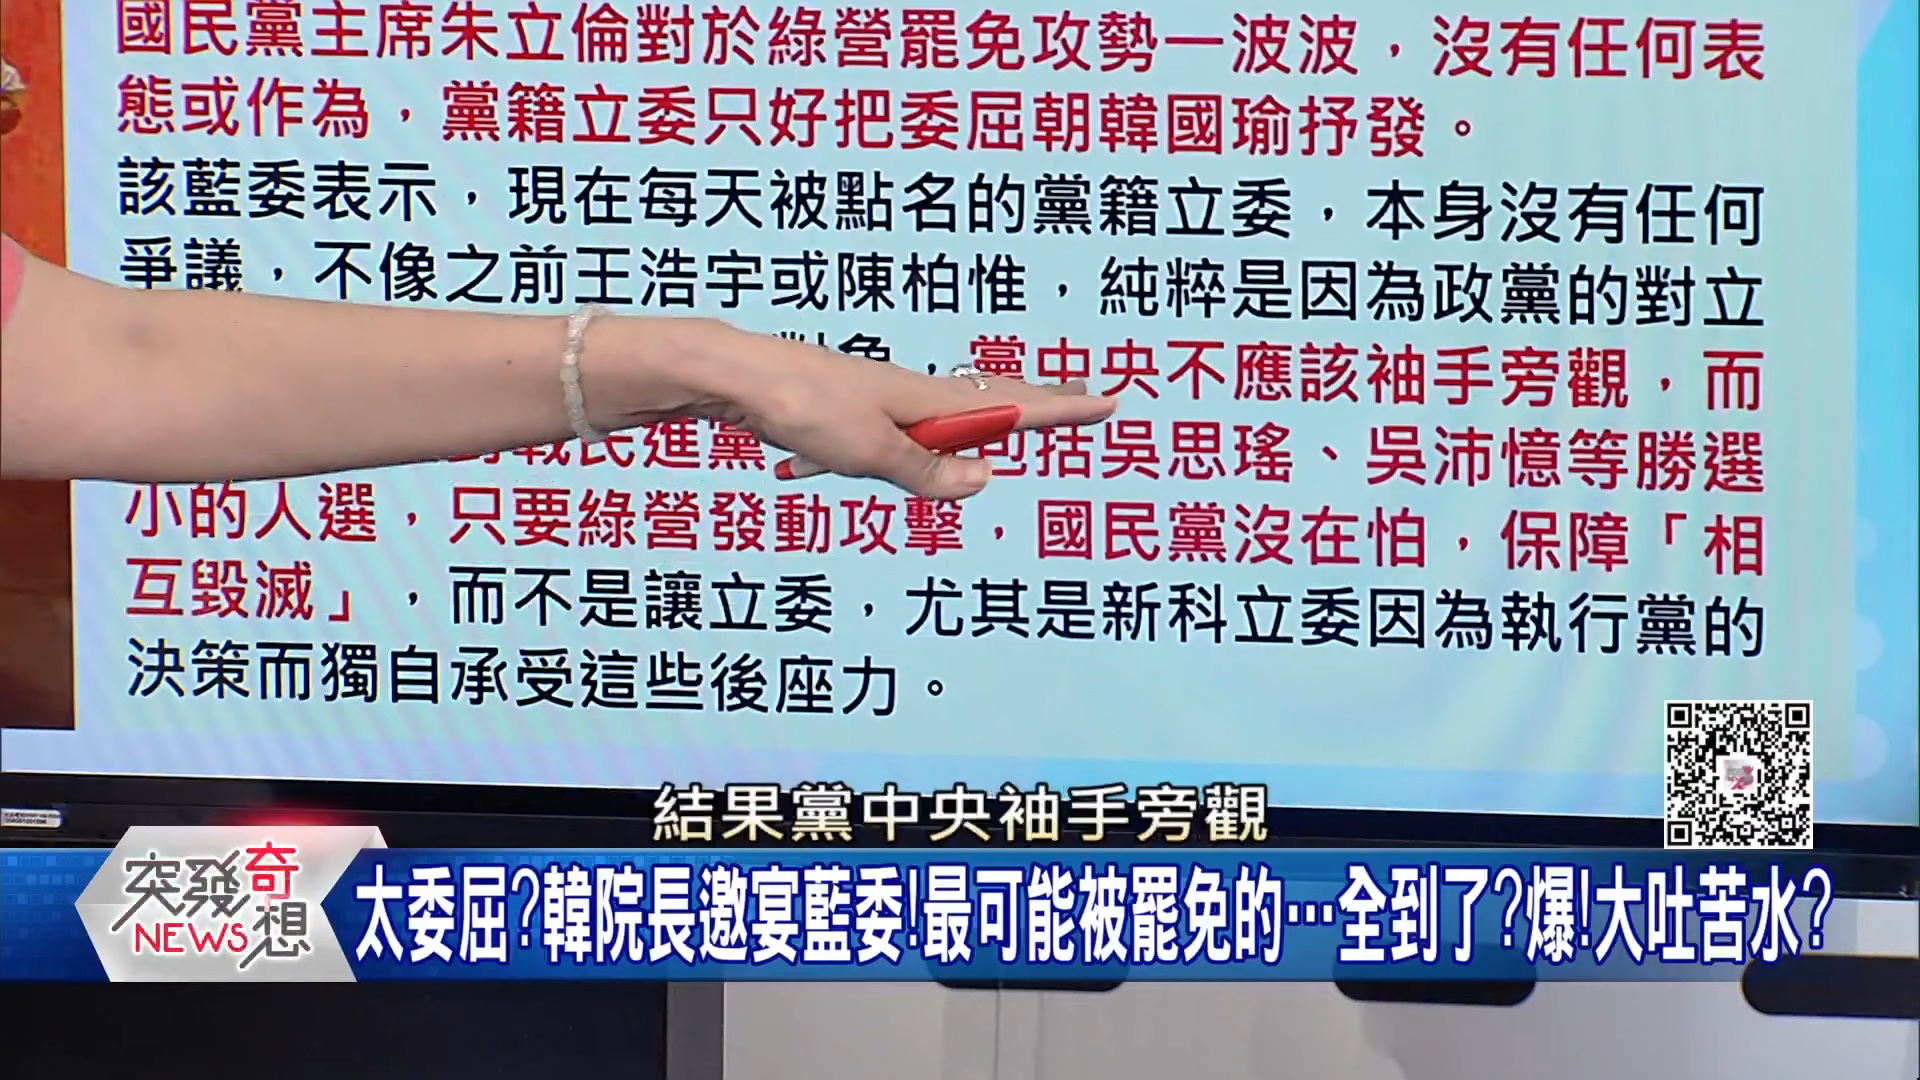 國民黨主席朱立倫對於綠營罷免攻勢一波波，沒有任何表
態或作為，黨籍立委只好把委屈朝韓國瑜抒發。
該藍委表示，現在每天被點名的黨籍立委，本身沒有任何
爭議，不像之前王浩宇或陳柏惟，純粹是因為政黨的對立
對象，黨中央不應該袖手旁觀，而
對戰民進黨 包括吳思瑤、吳沛憶等勝選
小的人選，只要綠營發動攻擊，國民黨沒在怕，保障「相
互毀滅」，而不是讓立委，尤其是新科立委因為執行黨的
決策而獨自承受這些後座力。
結果黨中央袖手旁觀
突發奇想
NEWS
太委屈?韓院長邀宴藍委!最可能被罷免的…全到了?爆!大吐苦水?